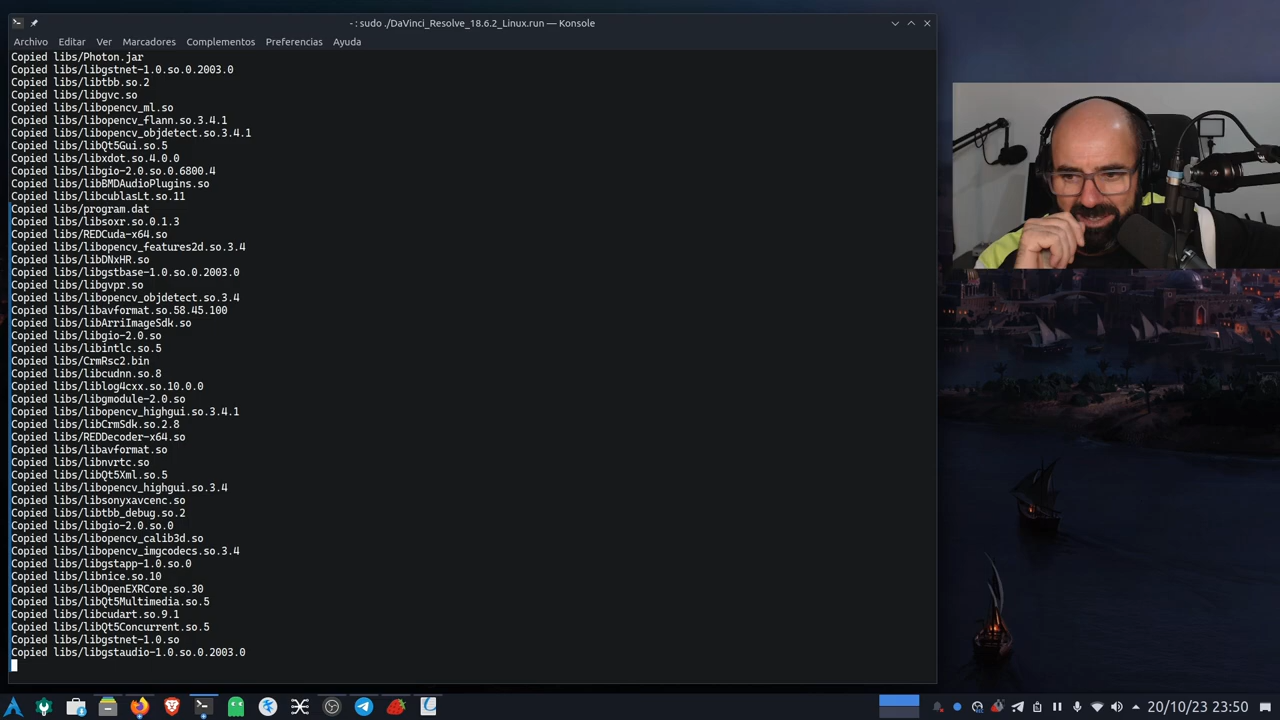 - : sudo ./DaVinci_Resolve_18.6.2_Linux.run — Konsole
Archivo Editar Ver Marcadores Complementos Preferencias Ayuda
Copied libs/Photon.jar
Copied libs/libgstnet-1.0.so.0.2003.0
Copied libs/libtbb.so.2
Copied libs/libgvc.so
Copied libs/libopencv_ml.so
Copied libs/libopencv_flann.so.3.4.1
Copied libs/libopencv_objdetect.so.3.4.1
Copied libs/libQt5Gui.so.5
Copied libs/libxdot.so.4.0.0
Copied libs/libgio-2.0.so.0.6800.4
Copied libs/libBMDAudioPlugins.so
Copied libs/libcublasLt.so.11
Copied libs/program.dat
Copied libs/libsoxr.so.0.1.3
Copied libs/REDCuda-x64.so
Copied libs/libopencv_features2d.so.3.4
Copied libs/libDNxHR.so
Copied libs/libgstbase-1.0.so.0.2003.0
Copied libs/libgvpr.so
Copied libs/libopencv_objdetect.so.3.4
Copied libs/libavformat.so.58.45.100
Copied libs/libArriImageSdk.so
Copied libs/libgio-2.0.so
Copied libs/libintlc.so.5
Copied libs/CrmRsc2.bin
Copied libs/libcudnn.so.8
Copied libs/liblog4cxx.so.10.0.0
Copied libs/libgmodule-2.0.so
Copied libs/libopencv_highgui.so.3.4.1
Copied libs/libCrmSdk.so.2.8
Copied libs/REDDecoder-x64.so
Copied libs/libavformat.so
Copied libs/libnvrtc.so
Copied libs/libQt5Xml.so.5
Copied libs/libopencv_highgui.so.3.4
Copied libs/libsonyxavcenc.so
Copied libs/libtbb_debug.so.2
Copied libs/libgio-2.0.so.0
Copied libs/libopencv_calib3d.so
Copied libs/libopencv_imgcodecs.so.3.4
Copied libs/libgstapp-1.0.so.0
Copied libs/libnice.so.10
Copied libs/libOpenEXRCore.so.30
Copied libs/libQt5Multimedia.so.5
Copied libs/libcudart.so.9.1
Copied libs/libQt5Concurrent.so.5
Copied libs/libgstnet-1.0.so
Copied libs/libgstaudio-1.0.so.0.2003.0
20/10/23 23:50